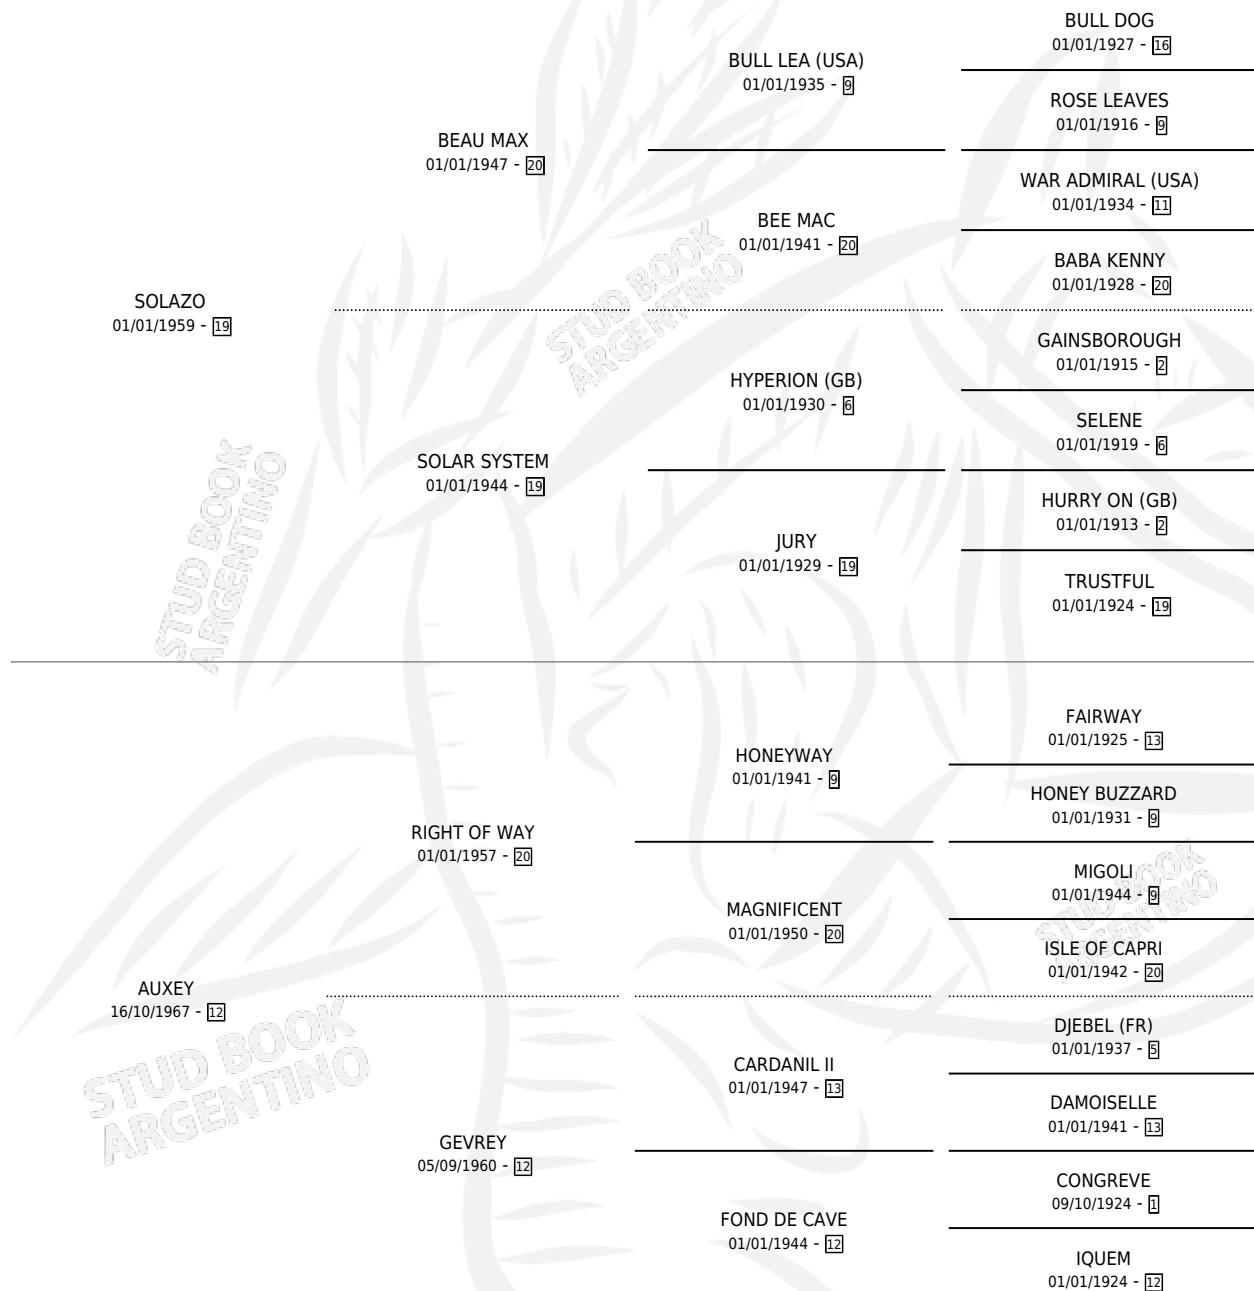 BULL DOG
01/01/1927 - 16
BULL LEA (USA)
01/01/1935 - 9
ROSE LEAVES
01/01/1916 - 9
BEAU MAX
01/01/1947 - 20
WAR ADMIRAL (USA)
01/01/1934 - 11
BEE MAC
01/01/1941 - 20
BABA KENNY
01/01/1928 - 20
SOLAZO
01/01/1959 - 19
STUD BOOK
ARGENTINO
GAINSBOROUGH
01/01/1915 - 2
HYPERION (GB)
01/01/1930 - 6
SELENE
01/01/1919 - 6
SOLAR SYSTEM
01/01/1944 - 19
HURRY ON (GB)
01/01/1913 - 2
JURY
01/01/1929 - 19
TRUSTFUL
01/01/1924 - 19
STUD BOOK
ARGENTINO
FAIRWAY
01/01/1925 - 13
HONEYWAY
01/01/1941 - 9
HONEY BUZZARD
01/01/1931 - 9
RIGHT OF WAY
01/01/1957 - 20
MIGOLI
01/01/1944 - 9
MAGNIFICENT
01/01/1950 - 20
STUD BOOK
ARGENTINO
ISLE OF CAPRI
01/01/1942 - 20
AUXEY
16/10/1967 - 12
DJEBEL (FR)
01/01/1937 - 5
CARDANIL II
01/01/1947 - 13
DAMOISELLE
01/01/1941 - 13
STUD BOOK
ARGENTINO
GEVREY
05/09/1960 - 12
CONGREVE
09/10/1924 - 1
FOND DE CAVE
01/01/1944 - 12
IQUEM
01/01/1924 - 12